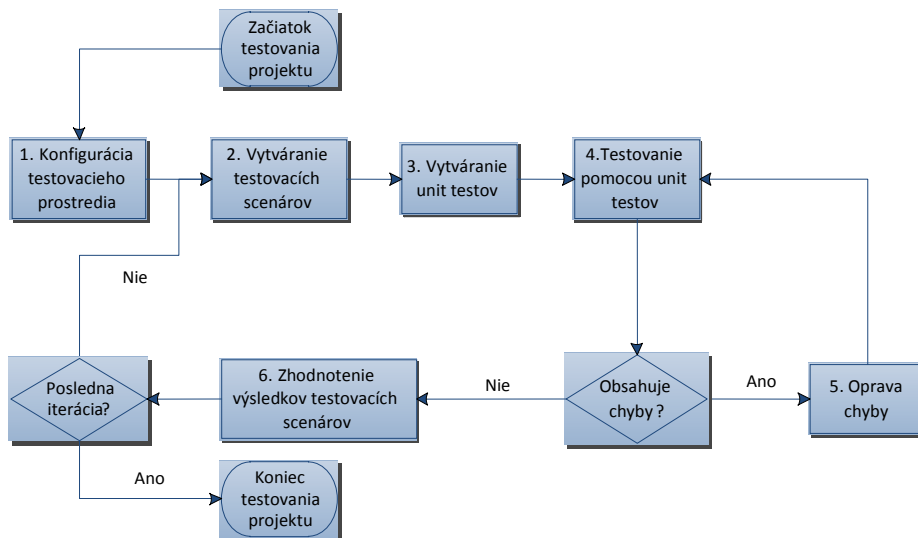 Začiatok
testovania
projektu
1. Konfigurácia
testovacieho
prostredia
2. Vytváranie
testovacích
scenárov
3. Vytváranie
unit testov
4.Testovanie
pomocou unit
testov
Nie
Posledna
iterácia?
6. Zhodnotenie
výsledkov testovacích
scenárov
Nie
Obsahuje
chyby ?
Ano
5. Oprava
chyby
Ano
Koniec
testovania
projektu